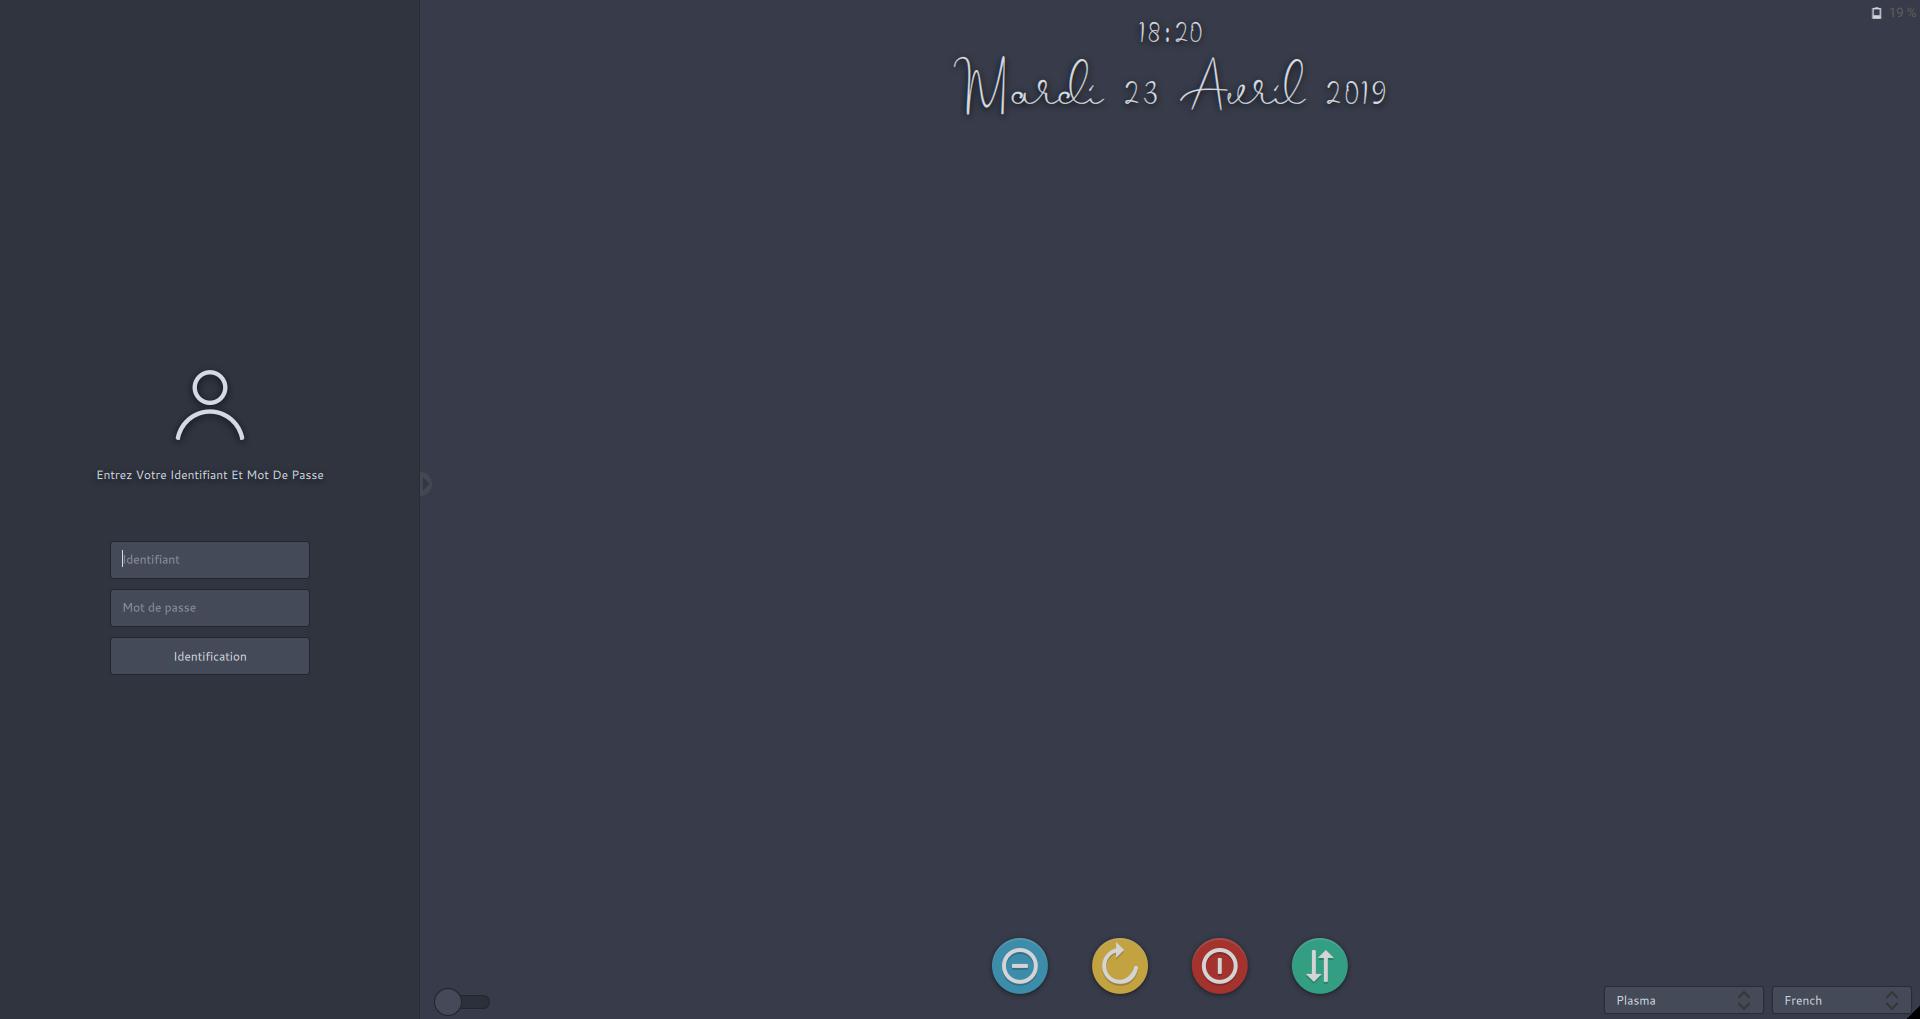 19 %
18:20
Mardi 23 Avril 2019
Entrez Votre Identifiant Et Mot De Passe
Identifiant
Mot de passe
Identification
Plasma
French